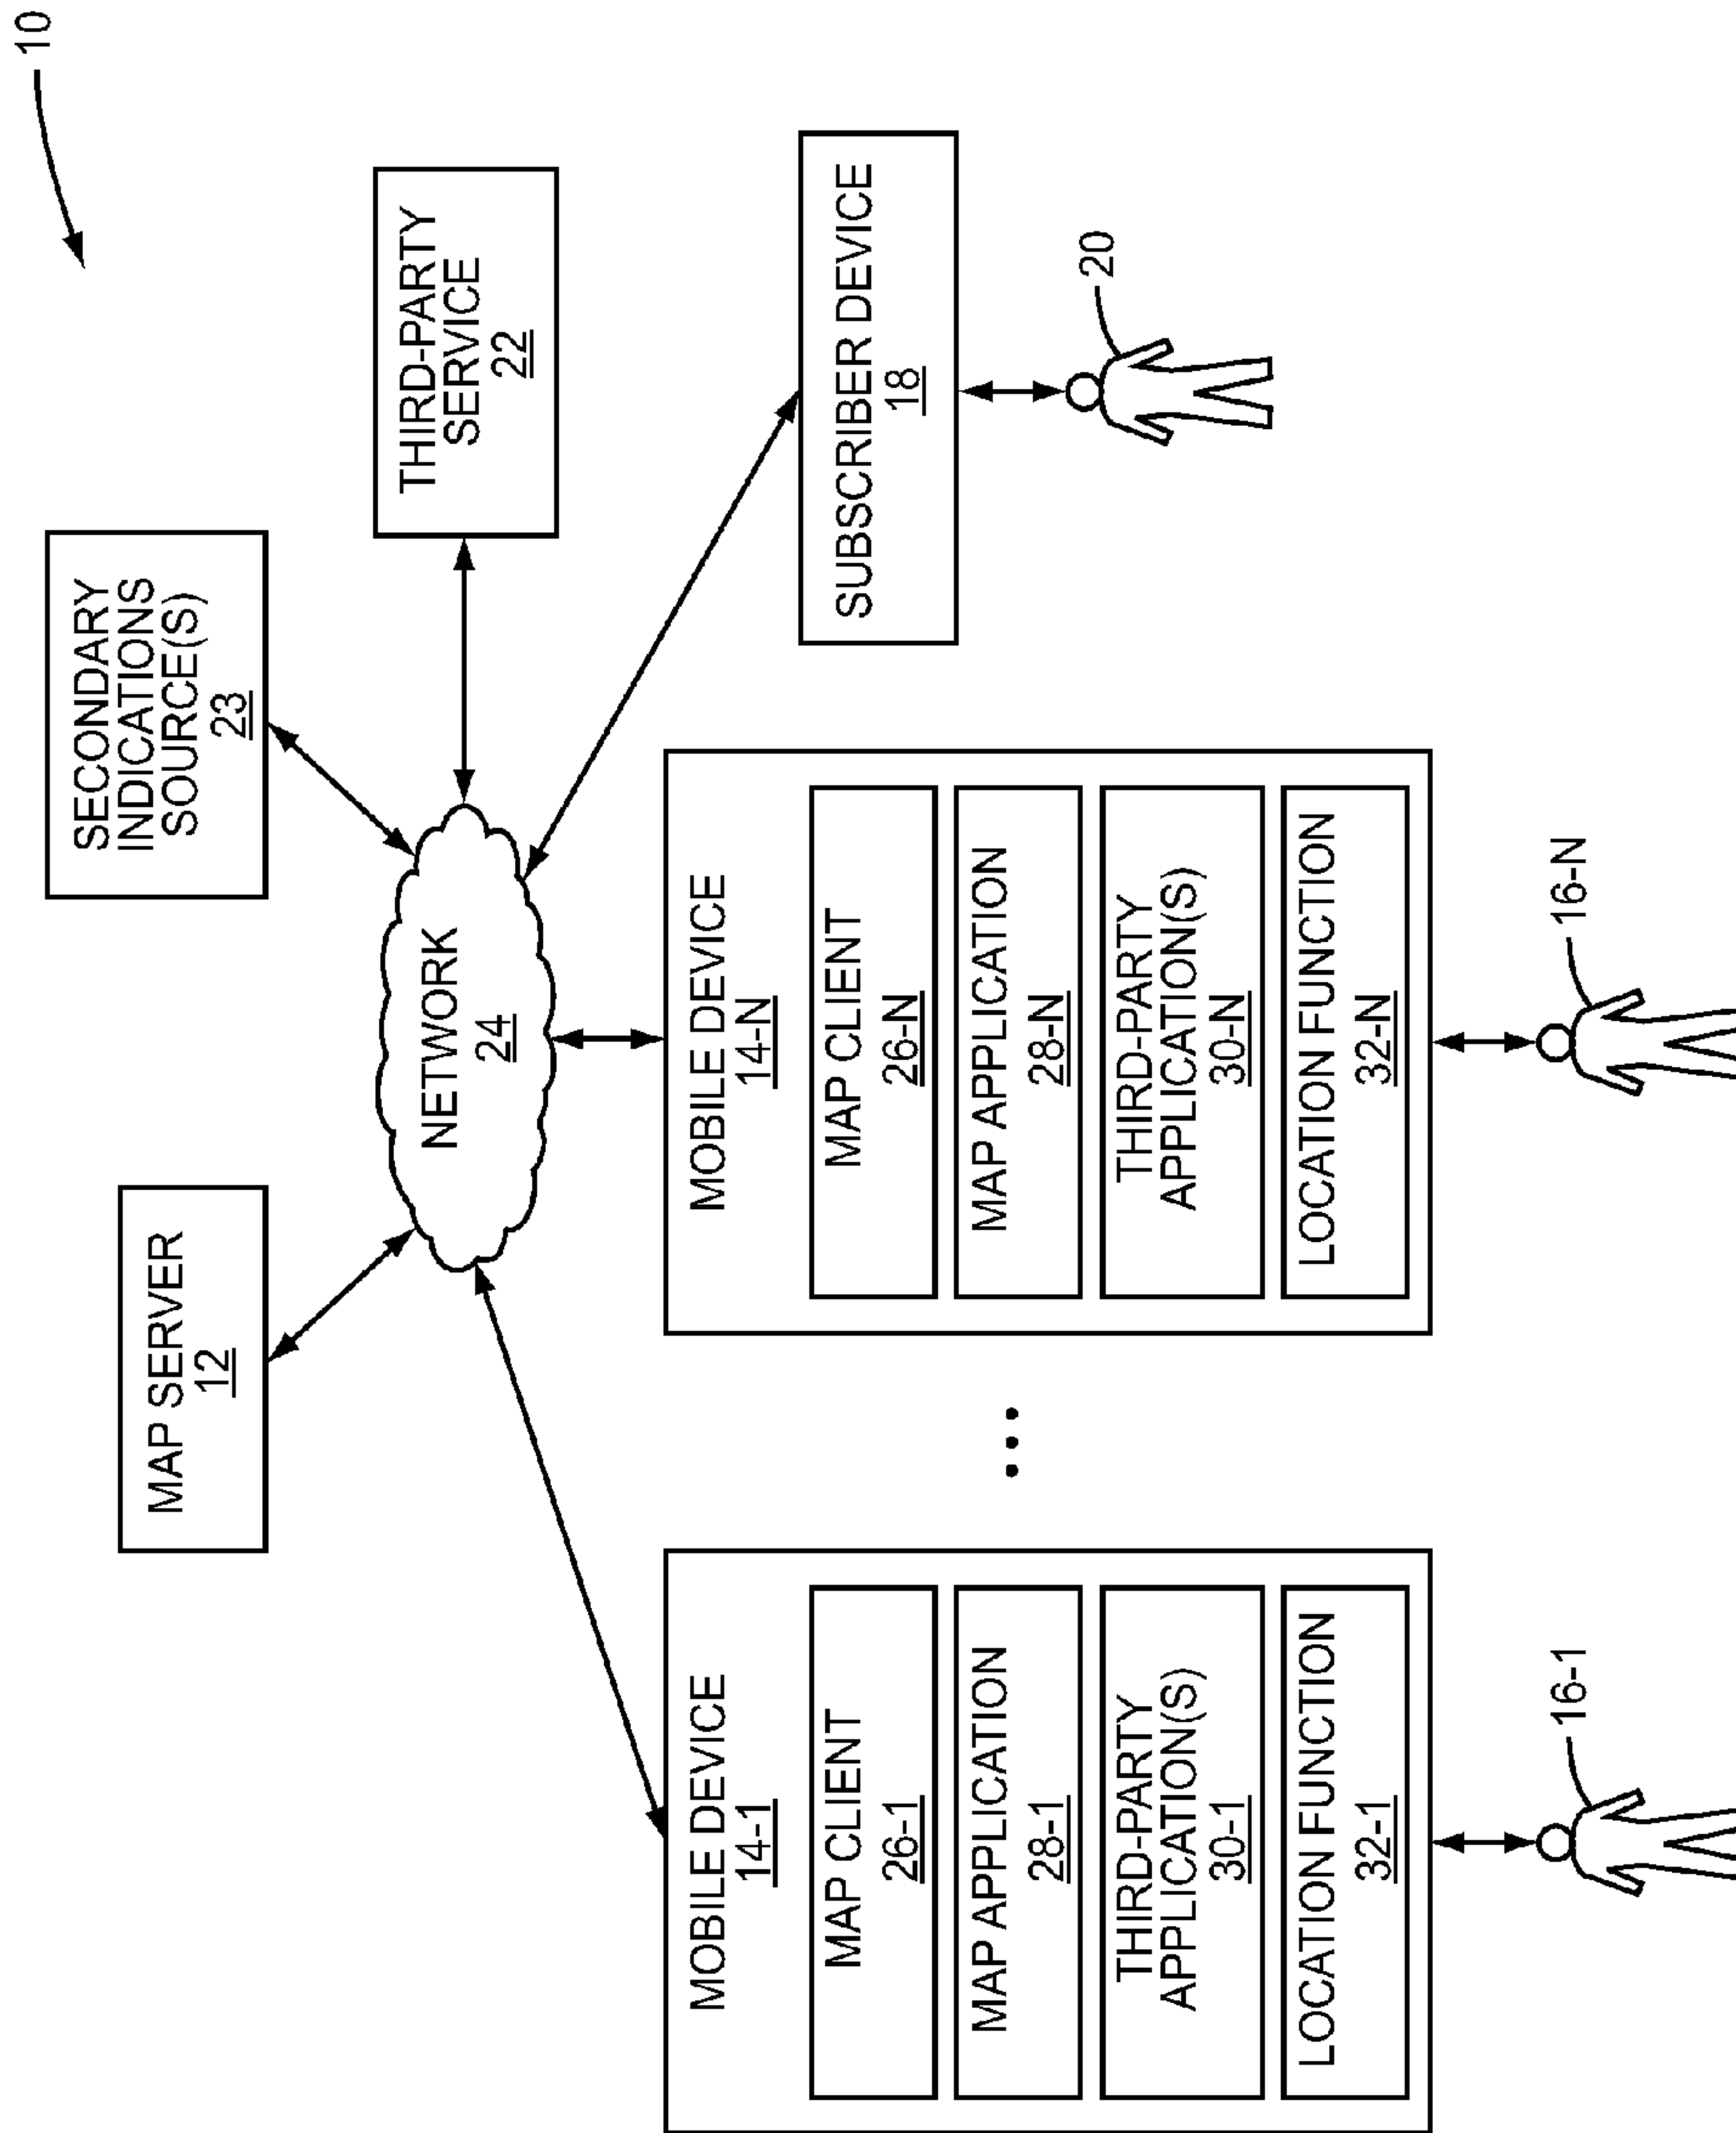 10
MAP SERVER
12
SECONDARY
INDICATIONS
SOURCE(S)
23
THIRD-PARTY
SERVICE
22
NETWORK
24
SUBSCRIBER DEVICE
18
20
MOBILE DEVICE
14-1
MAP CLIENT
26-1
MAP APPLICATION
28-1
THIRD-PARTY
APPLICATION(S)
30-1
LOCATION FUNCTION
32-1
16-1
...
MOBILE DEVICE
14-N
MAP CLIENT
26-N
MAP APPLICATION
28-N
THIRD-PARTY
APPLICATION(S)
30-N
LOCATION FUNCTION
32-N
16-N